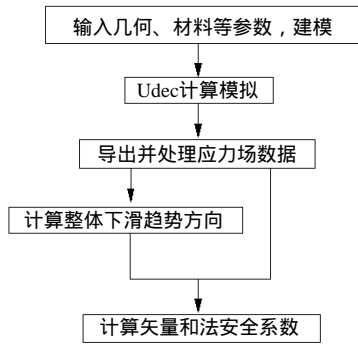 输入几何、材料等参数，建模
Udec计算模拟
导出并处理应力场数据
计算整体下滑趋势方向
计算矢量和法安全系数